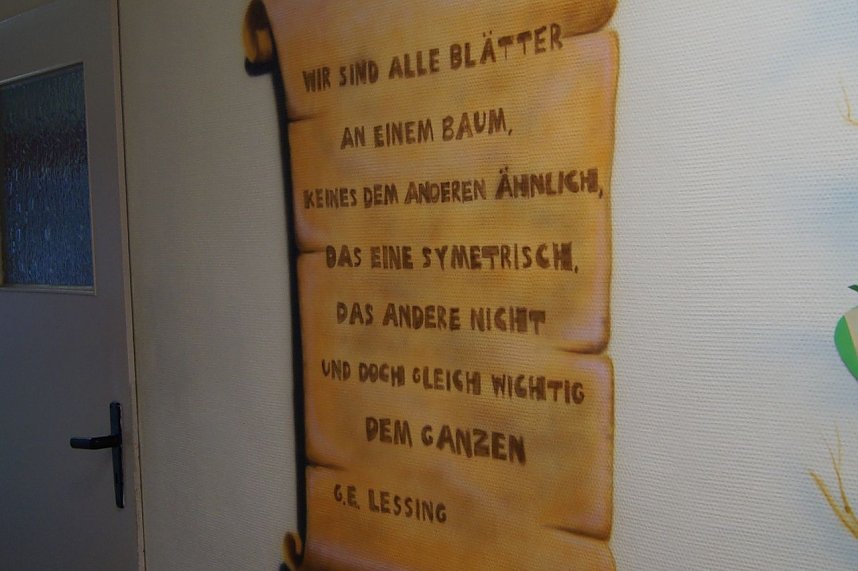 WIR SIND ALLE BLÄTTER
AN EINEM BAUM,
KEINES DEM ANDEREN ÄHNLICH,
DAS EINE SYMETRISCH,
DAS ANDERE NICHT
UND DOCH GLEICH WICHTIG
DEM GANZEN
G.E. LESSING